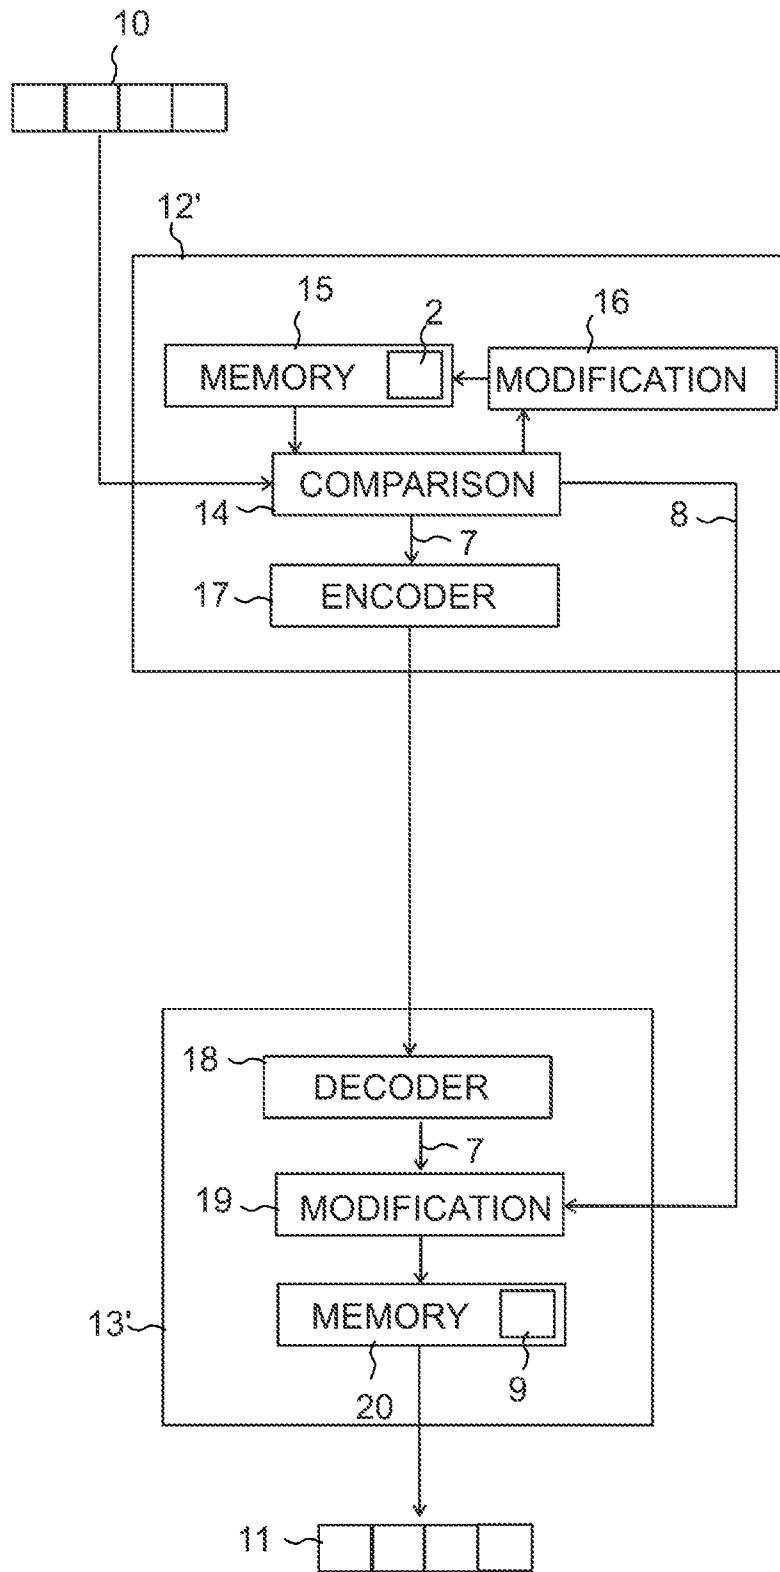 10
12'
15
2
16
MEMORY
MODIFICATION
COMPARISON
14
7
8
17
ENCODER
18
DECODER
7
19
MODIFICATION
MEMORY
13'
20
9
11